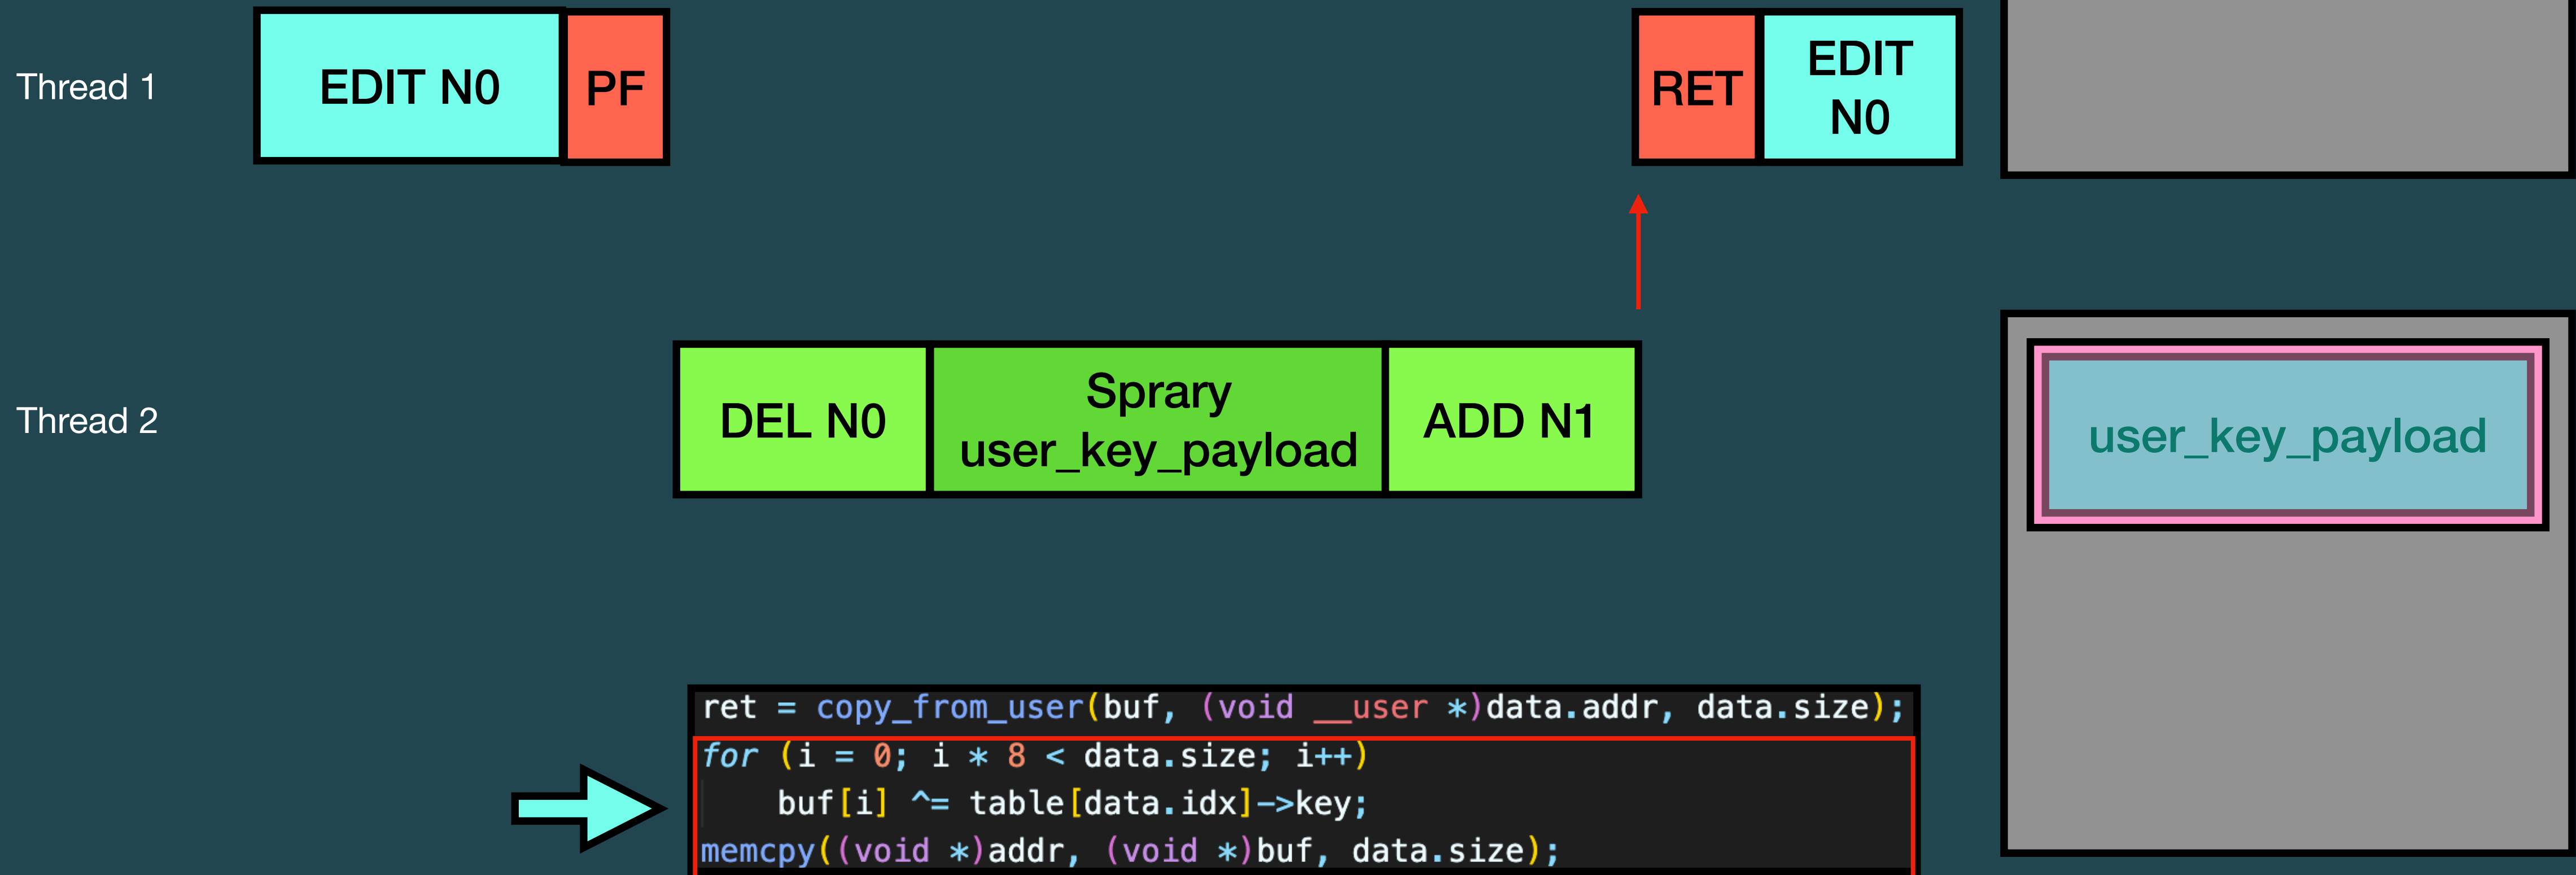 Thread 1
EDIT N0
PF
RET
EDIT
N0
Thread 2
DEL N0
Sprary
user_key_payload
ADD N1
user_key_payload
ret = copy_from_user(buf, (void __user *)data.addr, data.size);
for (i = 0; i * 8 < data.size; i++)
    buf[i] ^= table[data.idx]->key;
memcpy((void *)addr, (void *)buf, data.size);